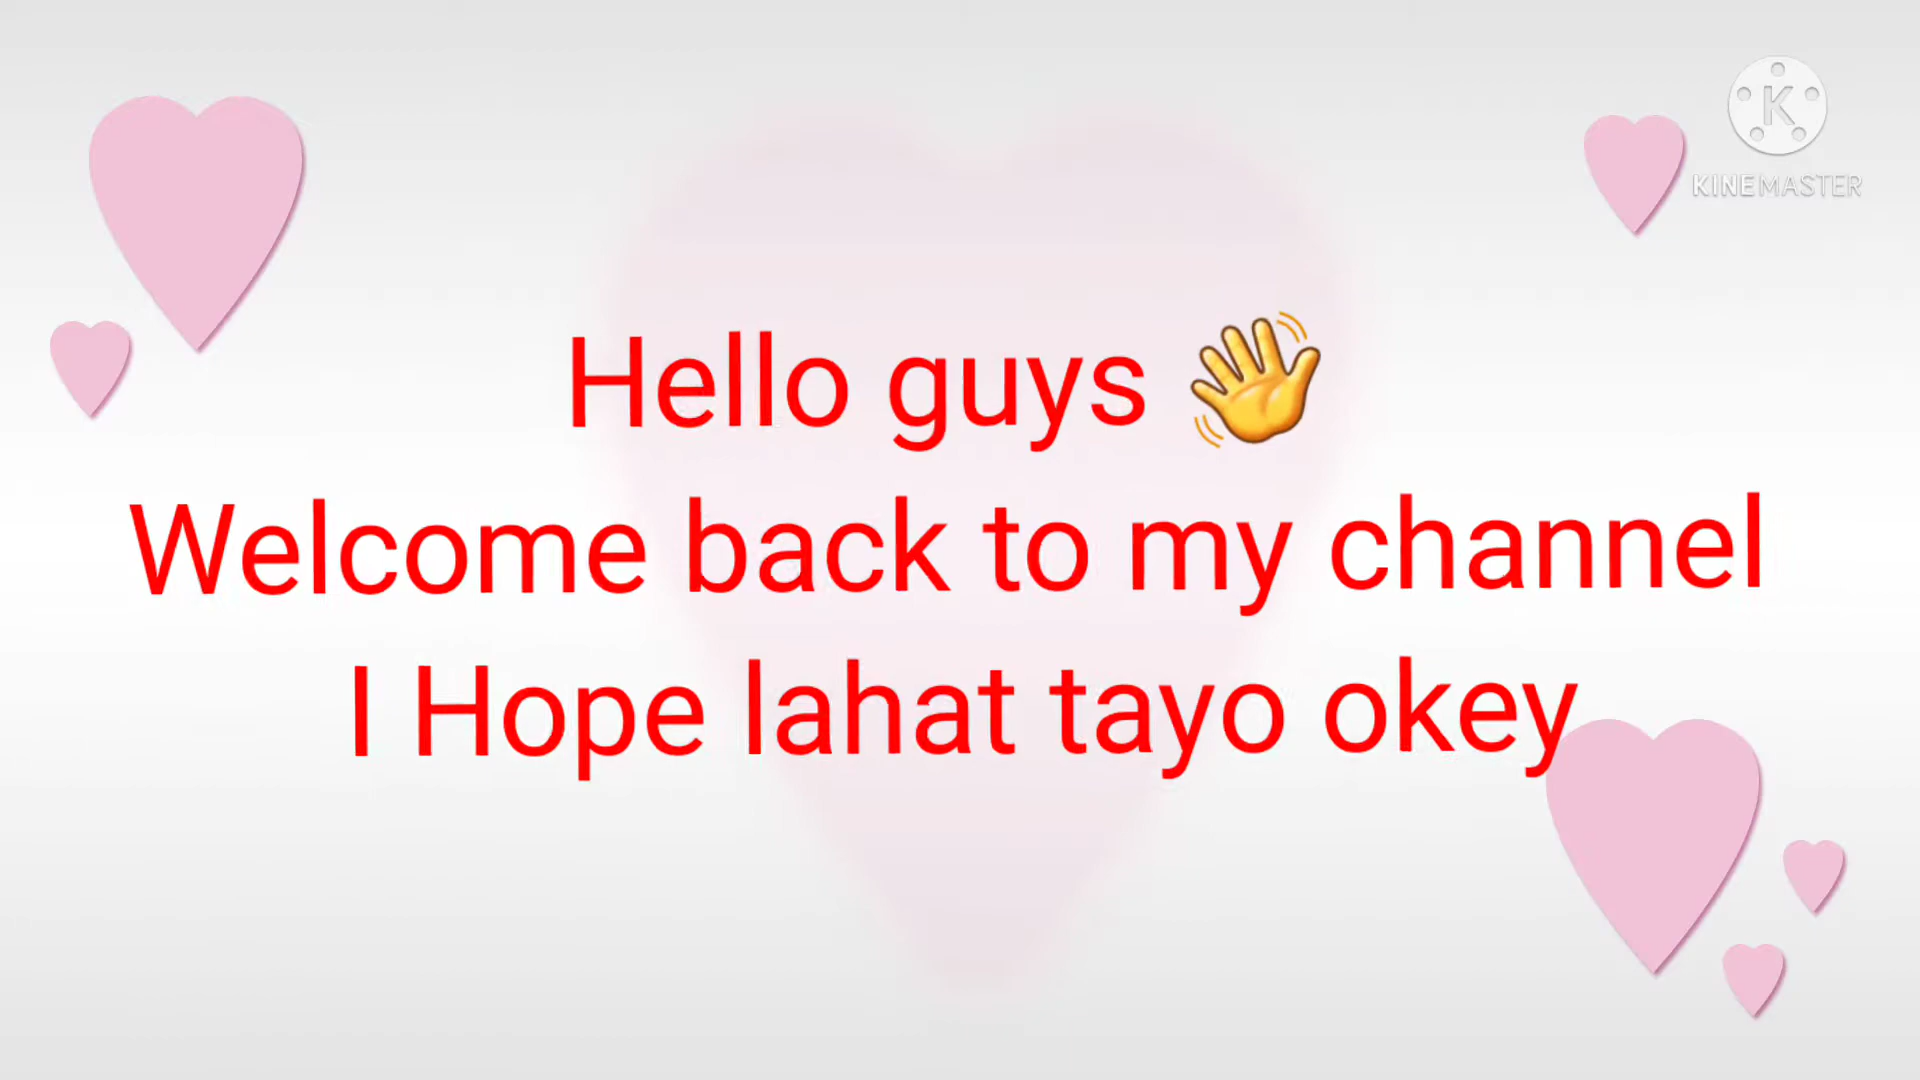 K
KINEMASTER
Hello guys 👋
Welcome back to my channel
I Hope lahat tayo okey